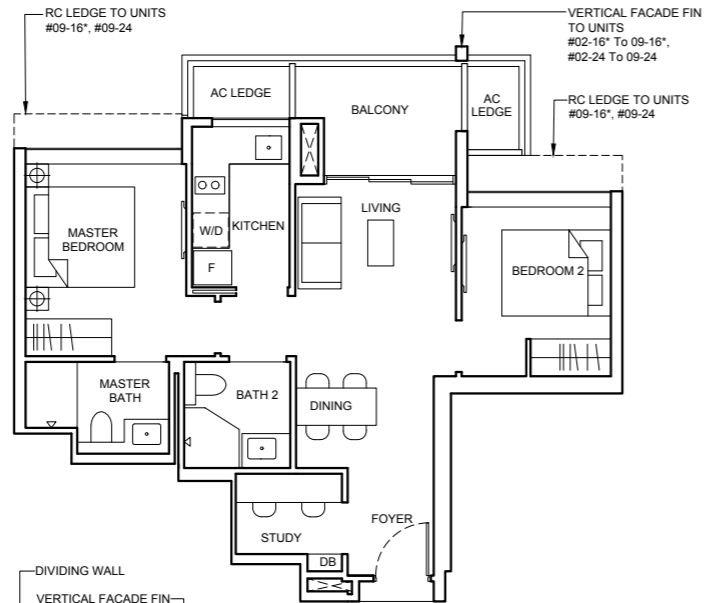 RC LEDGE TO UNITS
#09-16*, #09-24
VERTICAL FACADE FIN
TO UNITS
#02-16* To 09-16*,
#02-24 To 09-24
AC LEDGE
BALCONY
AC
LEDGE
RC LEDGE TO UNITS
#09-16*, #09-24
MASTER
BEDROOM
W/D
KITCHEN
F
LIVING
BEDROOM 2
MASTER
BATH
BATH 2
DINING
STUDY
FOYER
DB
DIVIDING WALL
VERTICAL FACADE FIN